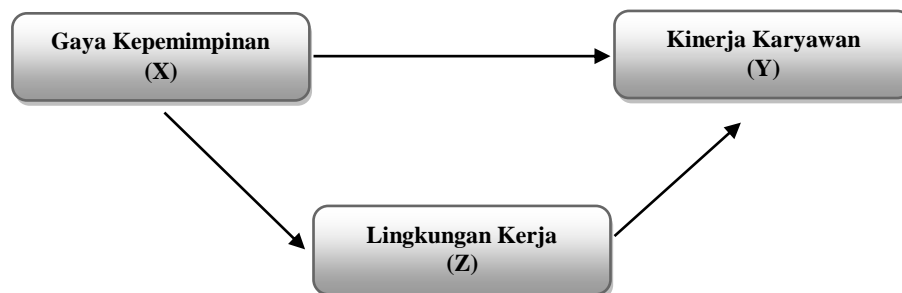 Gaya Kepemimpinan
(X)
Kinerja Karyawan
(Y)
Lingkungan Kerja
(Z)